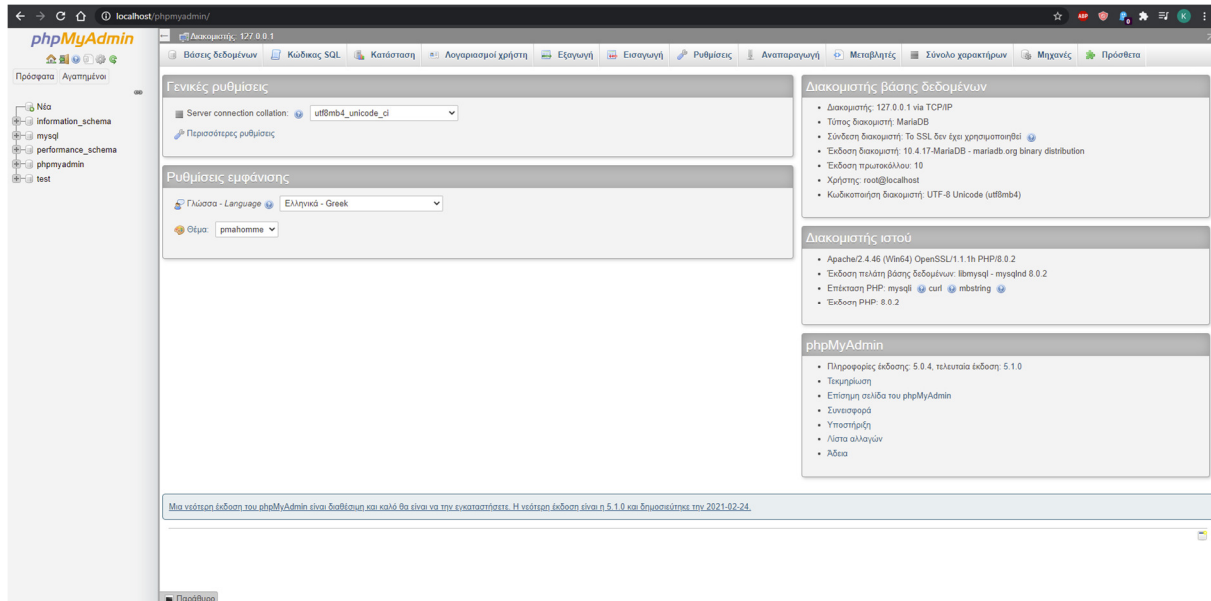 localhost/phpmyadmin/
ABP
K
phpMyAdmin
Πρόσφατα Αγαπημένοι
Νέα
information_schema
mysql
performance_schema
phpmyadmin
test
Διακομιστής: 127.0.0.1
Βάσεις δεδομένων Κώδικας SQL Κατάσταση Λογαριασμοί χρήστη Εξαγωγή Εισαγωγή Ρυθμίσεις Αναπαραγωγή Μεταβλητές Σύνολο χαρακτήρων Μηχανές Πρόσθετα
Γενικές ρυθμίσεις
Server connection collation: utf8mb4_unicode_ci
Περισσότερες ρυθμίσεις
Ρυθμίσεις εμφάνισης
Γλώσσα - Language Ελληνικά - Greek
Θέμα: pmahomme
Διακομιστής βάσης δεδομένων
Διακομιστής: 127.0.0.1 via TCP/IP
Τύπος διακομιστή: MariaDB
Σύνδεση διακομιστή: Το SSL δεν έχει χρησιμοποιηθεί
Έκδοση διακομιστή: 10.4.17-MariaDB - mariadb.org binary distribution
Έκδοση πρωτοκόλλου: 10
Χρήστης: root@localhost
Κωδικοποίηση διακομιστή: UTF-8 Unicode (utf8mb4)
Διακομιστής ιστού
Apache/2.4.46 (Win64) OpenSSL/1.1.1h PHP/8.0.2
Έκδοση πελάτη βάσης δεδομένων: libmysql - mysqlnd 8.0.2
Επέκταση PHP: mysqli curl mbstring
Έκδοση PHP: 8.0.2
phpMyAdmin
Πληροφορίες έκδοσης: 5.0.4, τελευταία έκδοση: 5.1.0
Τεκμηρίωση
Επίσημη σελίδα του phpMyAdmin
Συνεισφορά
Υποστήριξη
Λίστα αλλαγών
Άδεια
Μια νεότερη έκδοση του phpMyAdmin είναι διαθέσιμη και καλό θα είναι να την εγκαταστήσετε. Η νεότερη έκδοση είναι η 5.1.0 και δημοσιεύτηκε την 2021-02-24.
Παράθυρο